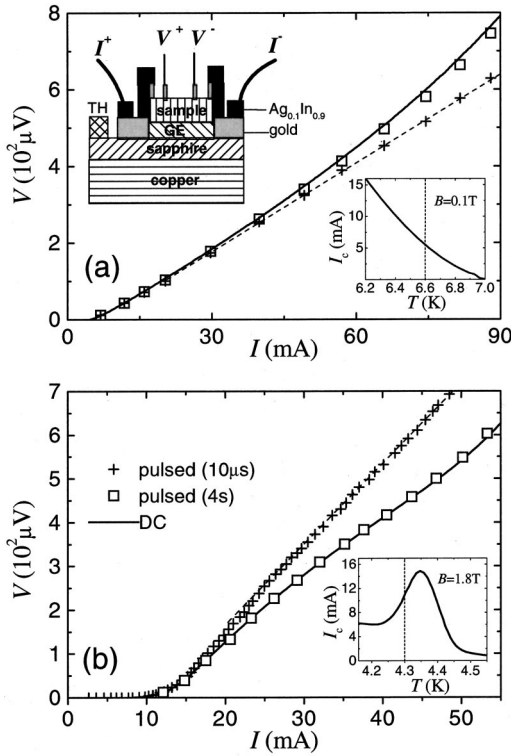 8
6
4
2
0
V (10²μV)
I⁺
V⁺
V⁻
I⁻
TH
sample
GE
sapphire
copper
Ag₀.₁In₀.₉
gold
(a)
15
10
5
I_c (mA)
B=0.1T
6.2 6.4 6.6 6.8 7.0
T (K)
0 30 60 90
I (mA)
7
6
5
4
3
2
1
0
V (10²μV)
+ pulsed (10μs)
□ pulsed (4s)
DC
(b)
16
12
8
4
0
I_c (mA)
B=1.8T
4.2 4.3 4.4 4.5
T (K)
0 10 20 30 40 50
I (mA)